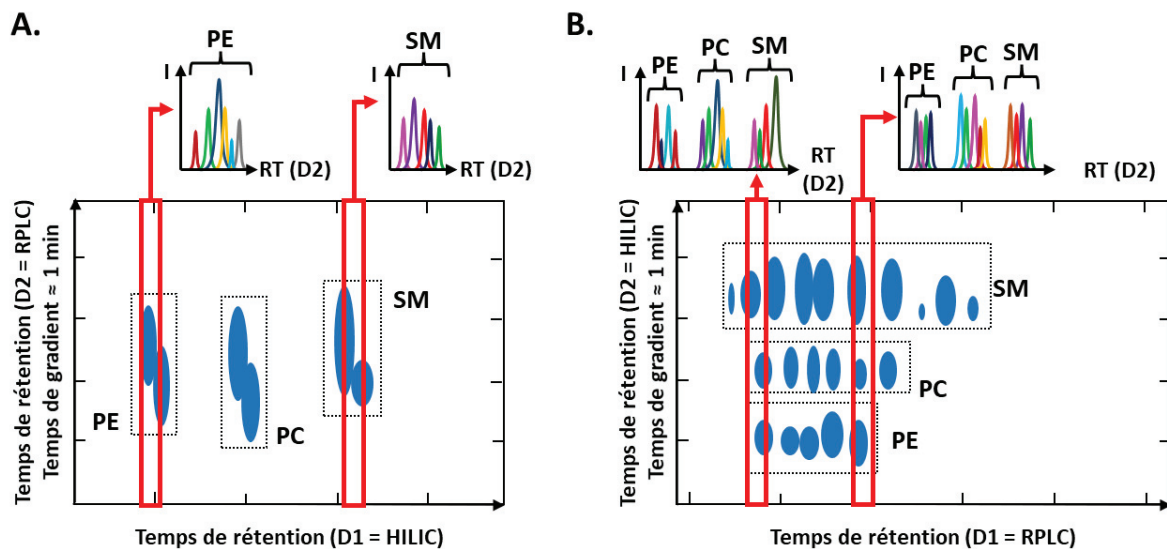 A.
PE
I
RT (D2)
SM
I
RT (D2)
Temps de rétention (D2 = RPLC)
Temps de gradient ≈ 1 min
PE
PC
SM
Temps de rétention (D1 = HILIC)
B.
PE
PC
SM
I
RT
(D2)
PE
PC
SM
I
RT (D2)
Temps de rétention (D2 = HILIC)
Temps de gradient ≈ 1 min
SM
PC
PE
Temps de rétention (D1 = RPLC)